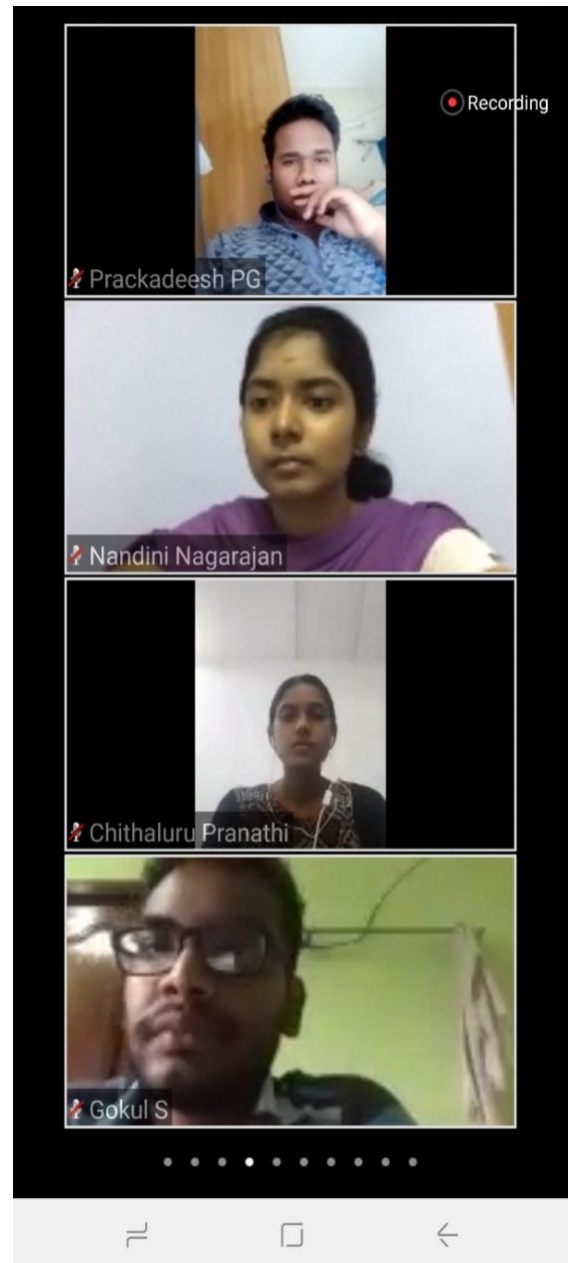 Recording
Prackadeesh PG
Nandini Nagarajan
Chithaluru Pranathi
Gokul S